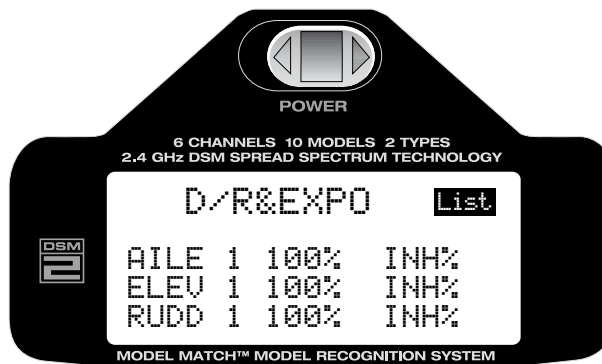 POWER
6 CHANNELS 10 MODELS 2 TYPES
2.4 GHz DSM SPREAD SPECTRUM TECHNOLOGY
D/R&EXPO List
DSM
2
AILE 1 100% INH%
ELEV 1 100% INH%
RUDD 1 100% INH%
MODEL MATCH™ MODEL RECOGNITION SYSTEM